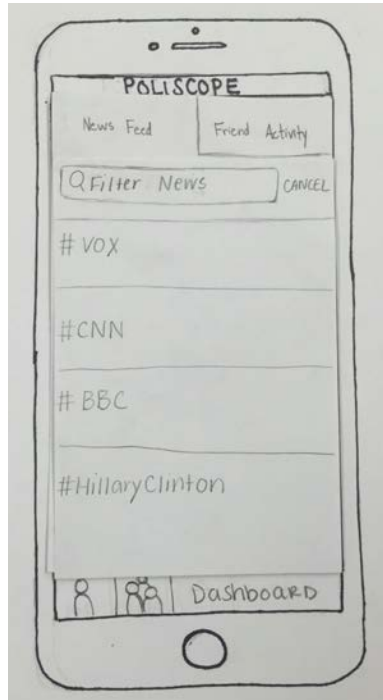 POLISCOPE
News Feed Friend Activity
Filter News CANCEL
# VOX
#CNN
# BBC
#HillaryClinton
DashboaRD